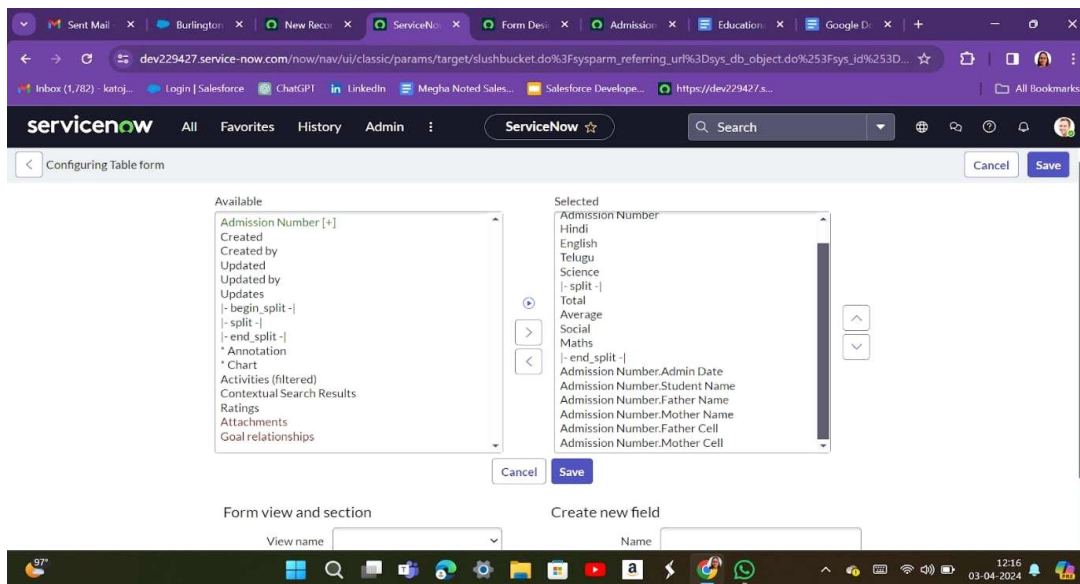 Sent Mail
Burlington
New Reco
ServiceNo
Form Desi
Admission
Education
Google Do
dev229427.service-now.com/now/nav/ui/classic/params/target/slushbucket.do%3Fsysparm_referring_url%3Dsys_db_object.do%253Fsys_id%253D...
Inbox (1,782) - katoj...
Login | Salesforce
ChatGPT
LinkedIn
Megha Noted Sales...
Salesforce Develope...
https://dev229427.s...
All Bookmarks
servicenow
All
Favorites
History
Admin
ServiceNow
Search
Configuring Table form
Cancel
Save
Available
Admission Number [+]
Created
Created by
Updated
Updated by
Updates
|- begin_split -|
|- split -|
|- end_split -|
* Annotation
* Chart
Activities (filtered)
Contextual Search Results
Ratings
Attachments
Goal relationships
Selected
Admission Number
Hindi
English
Telugu
Science
|- split -|
Total
Average
Social
Maths
|- end_split -|
Admission Number.Admin Date
Admission Number.Student Name
Admission Number.Father Name
Admission Number.Mother Name
Admission Number.Father Cell
Admission Number.Mother Cell
Cancel
Save
Form view and section
View name
Create new field
Name
97°
12:16
03-04-2024